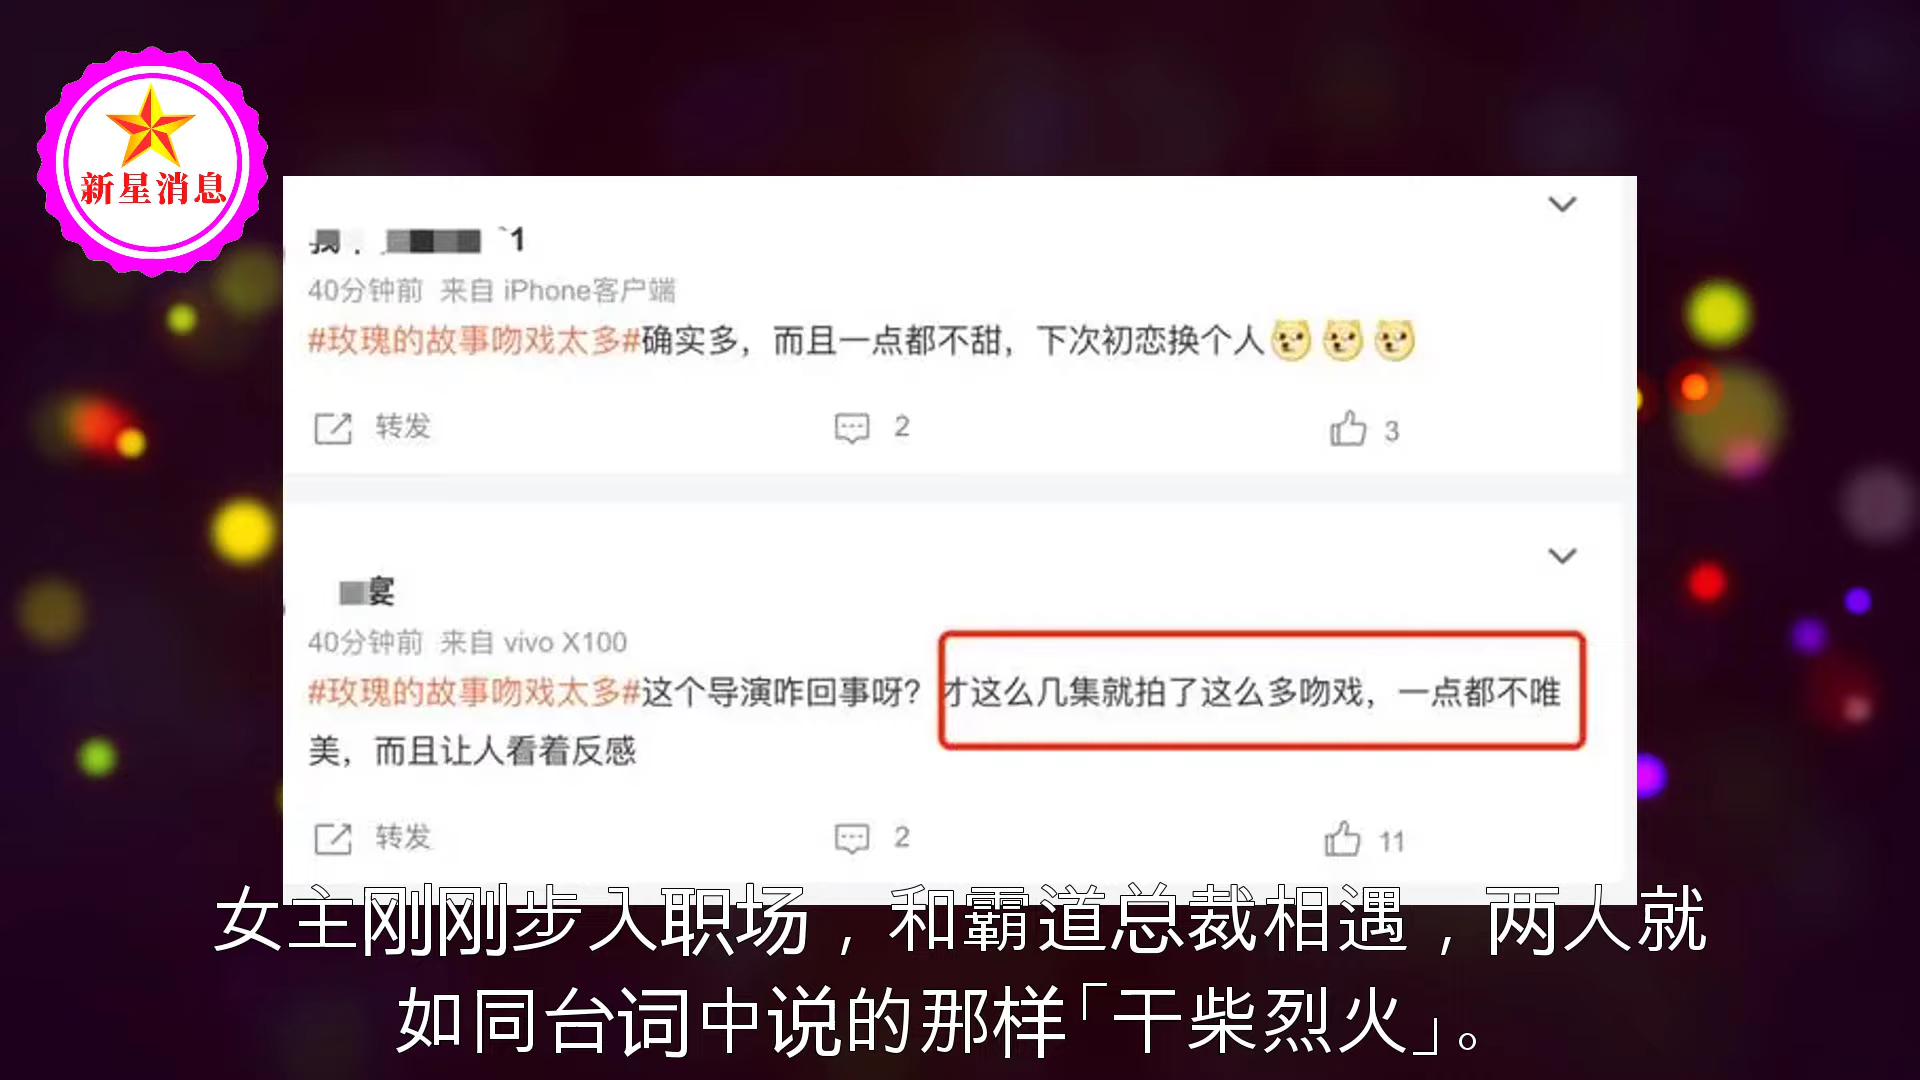 新星消息
1
40分钟前 来自 iPhone客户端
#玫瑰的故事吻戏太多#确实多，而且一点都不甜，下次初恋换个人
转发 2 3
宴
40分钟前 来自 vivo X100
#玫瑰的故事吻戏太多#这个导演咋回事呀？才这么几集就拍了这么多吻戏，一点都不唯
美，而且让人看着反感
转发 2 11
女主刚刚步入职场，和霸道总裁相遇，两人就
如同台词中说的那样「干柴烈火」。